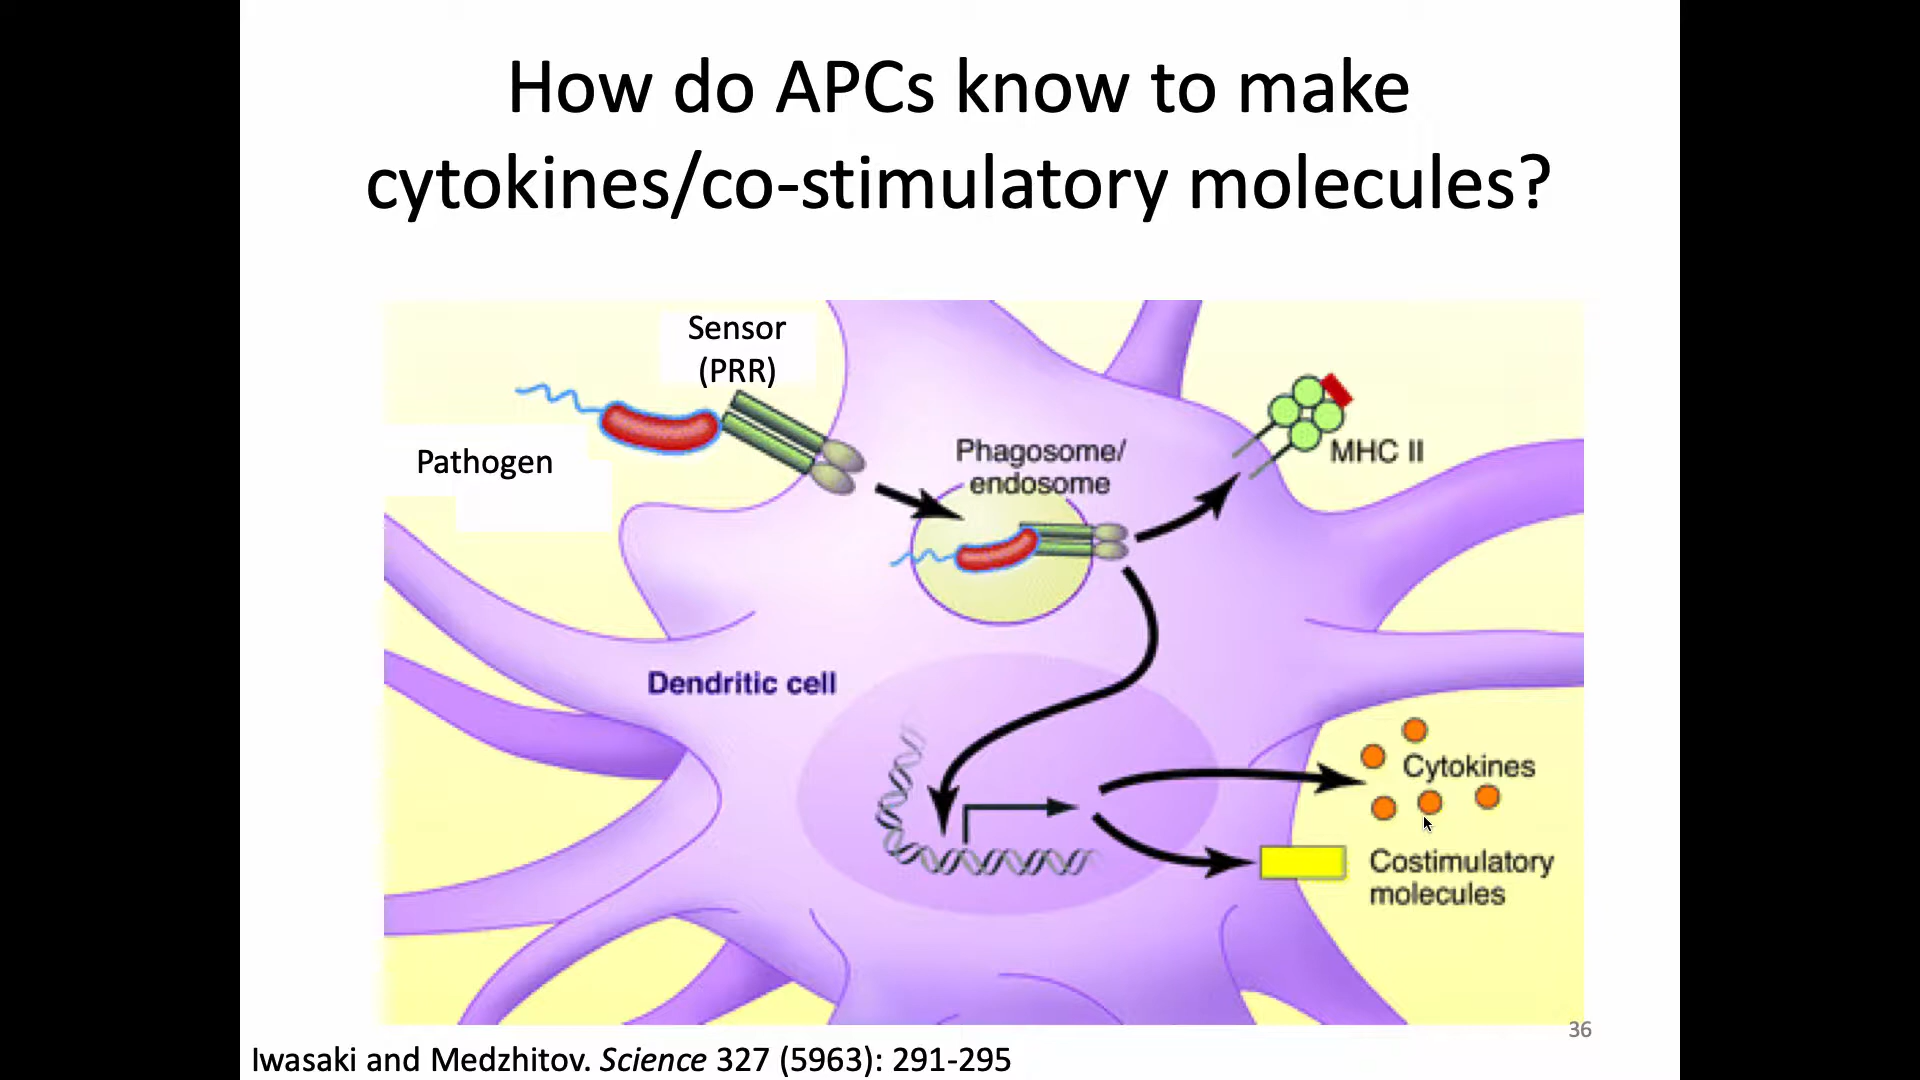 How do APCs know to make
cytokines/co-stimulatory molecules?
Sensor
(PRR)
Pathogen
Phagosome/
endosome
MHC II
Dendritic cell
Cytokines
Costimulatory
molecules
36
Iwasaki and Medzhitov. Science 327 (5963): 291-295